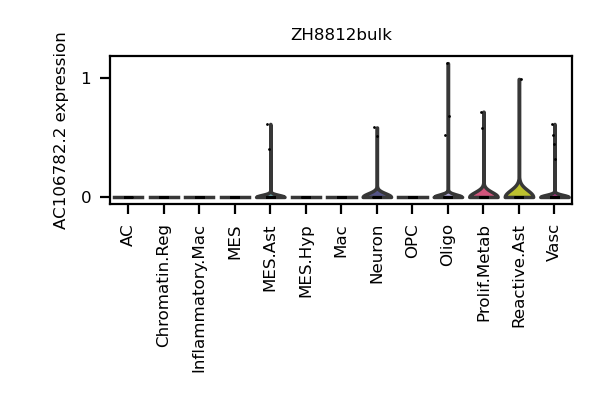 ZH8812bulk
AC106782.2 expression
1
0
AC
Chromatin.Reg
Inflammatory.Mac
MES
MES.Ast
MES.Hyp
Mac
Neuron
OPC
Oligo
Prolif.Metab
Reactive.Ast
Vasc